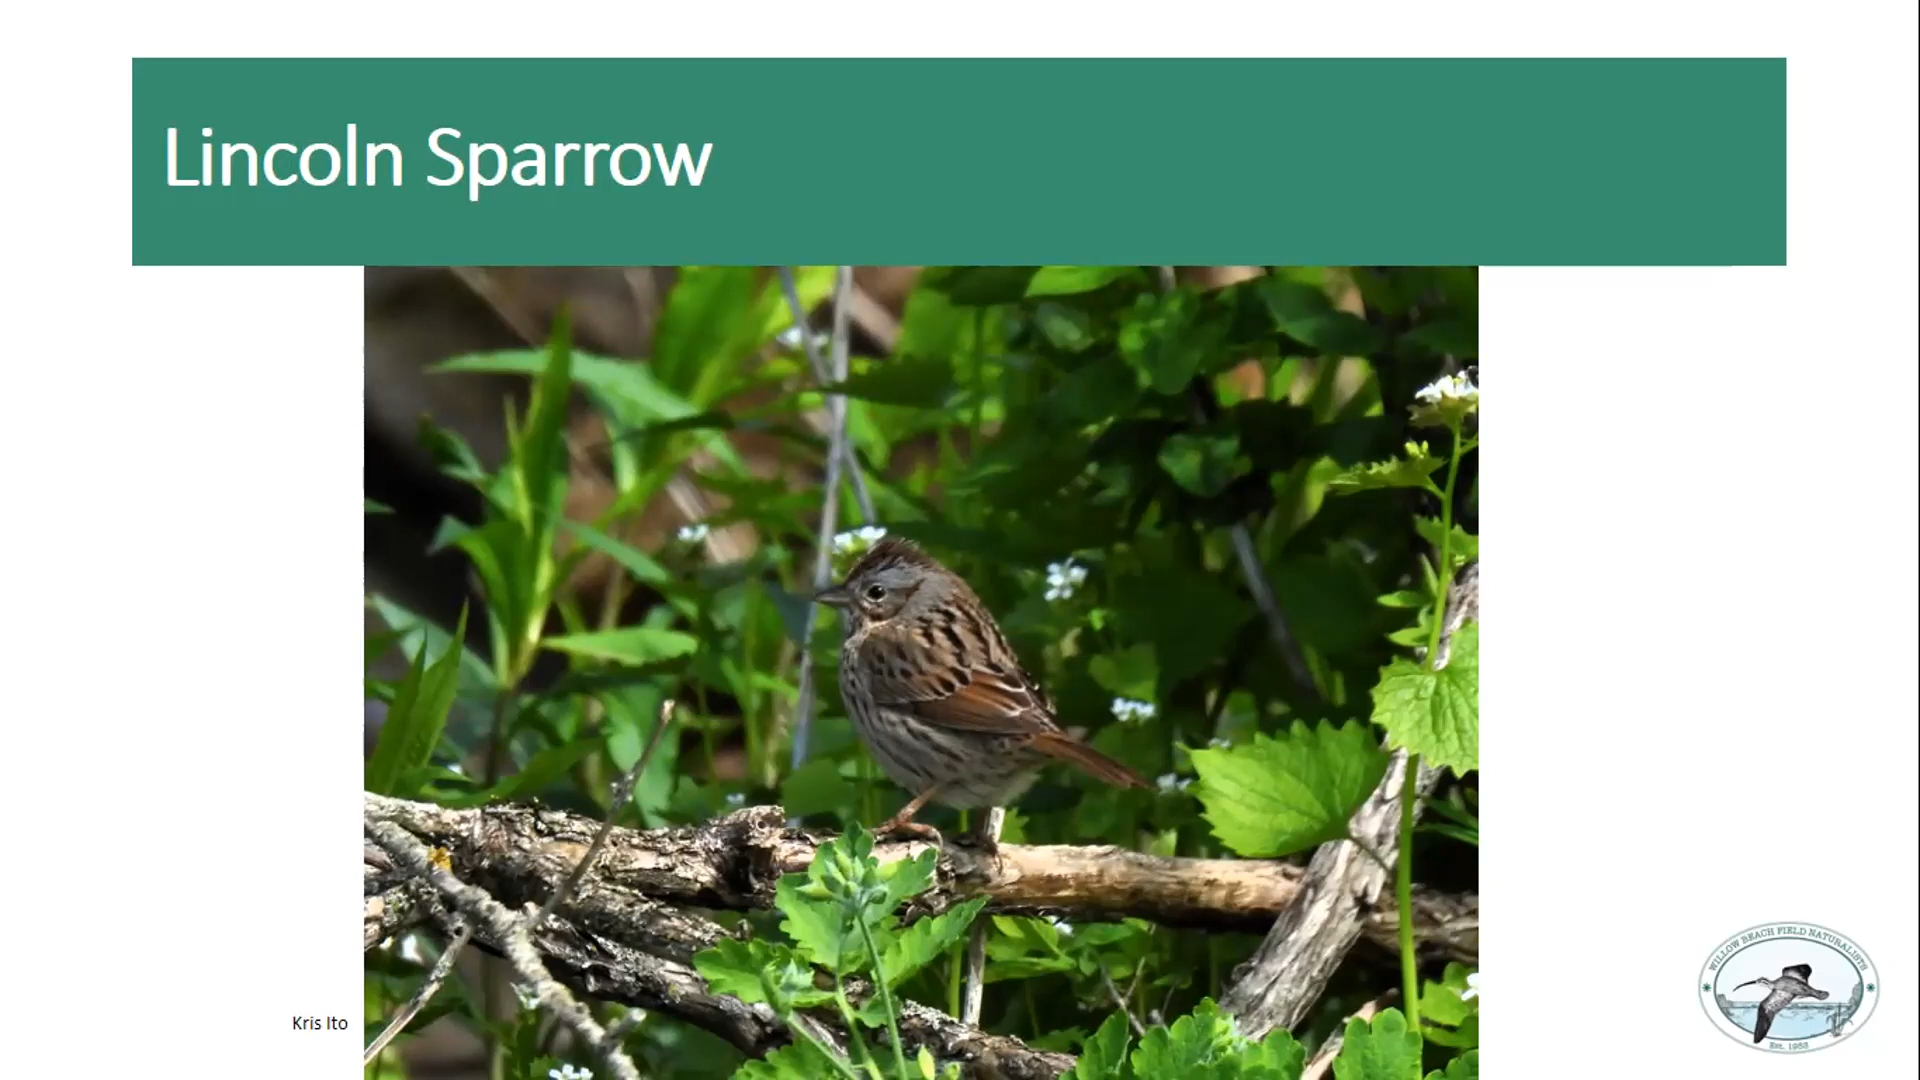 Lincoln Sparrow
Kris Ito
WILLOW BEACH FIELD NATURALISTS
Est. 1953